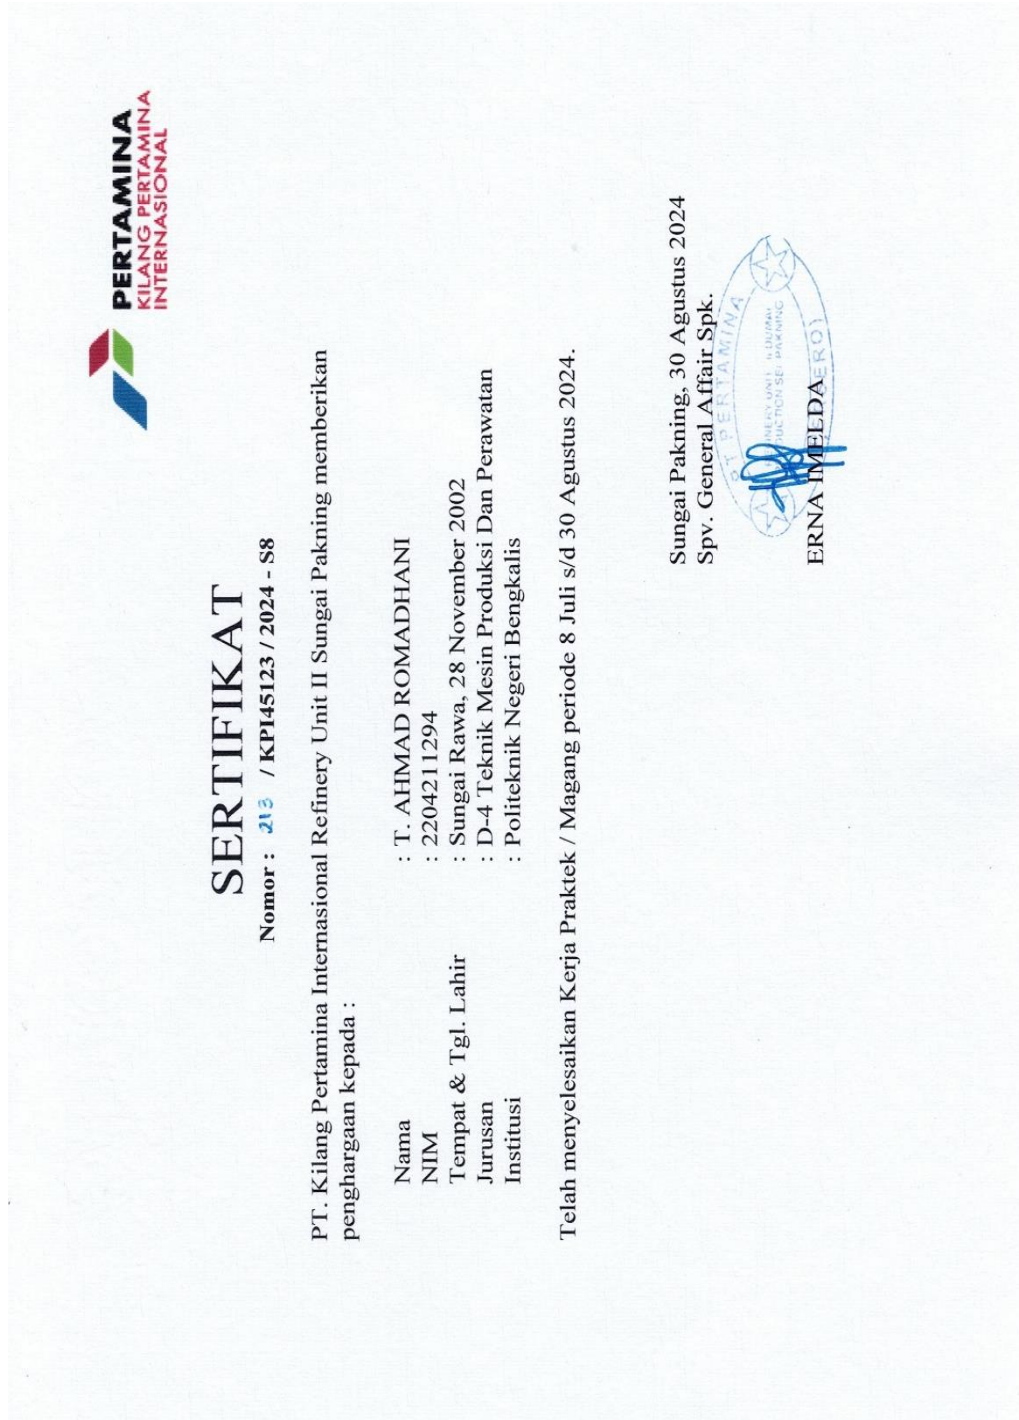 PERTAMINA
KILANG PERTAMINA
INTERNASIONAL
SERTIFIKAT
Nomor : 213 / KPI45123 / 2024 - S8
PT. Kilang Pertamina Internasional Refinery Unit II Sungai Pakning memberikan
penghargaan kepada :
Nama : T. AHMAD ROMADHANI
NIM : 2204211294
Tempat & Tgl. Lahir : Sungai Rawa, 28 November 2002
Jurusan : D-4 Teknik Mesin Produksi Dan Perawatan
Institusi : Politeknik Negeri Bengkalis
Telah menyelesaikan Kerja Praktek / Magang periode 8 Juli s/d 30 Agustus 2024.
Sungai Pakning, 30 Agustus 2024
Spv. General Affair Spk.
PT PERTAMINA
ERNA IMELDA